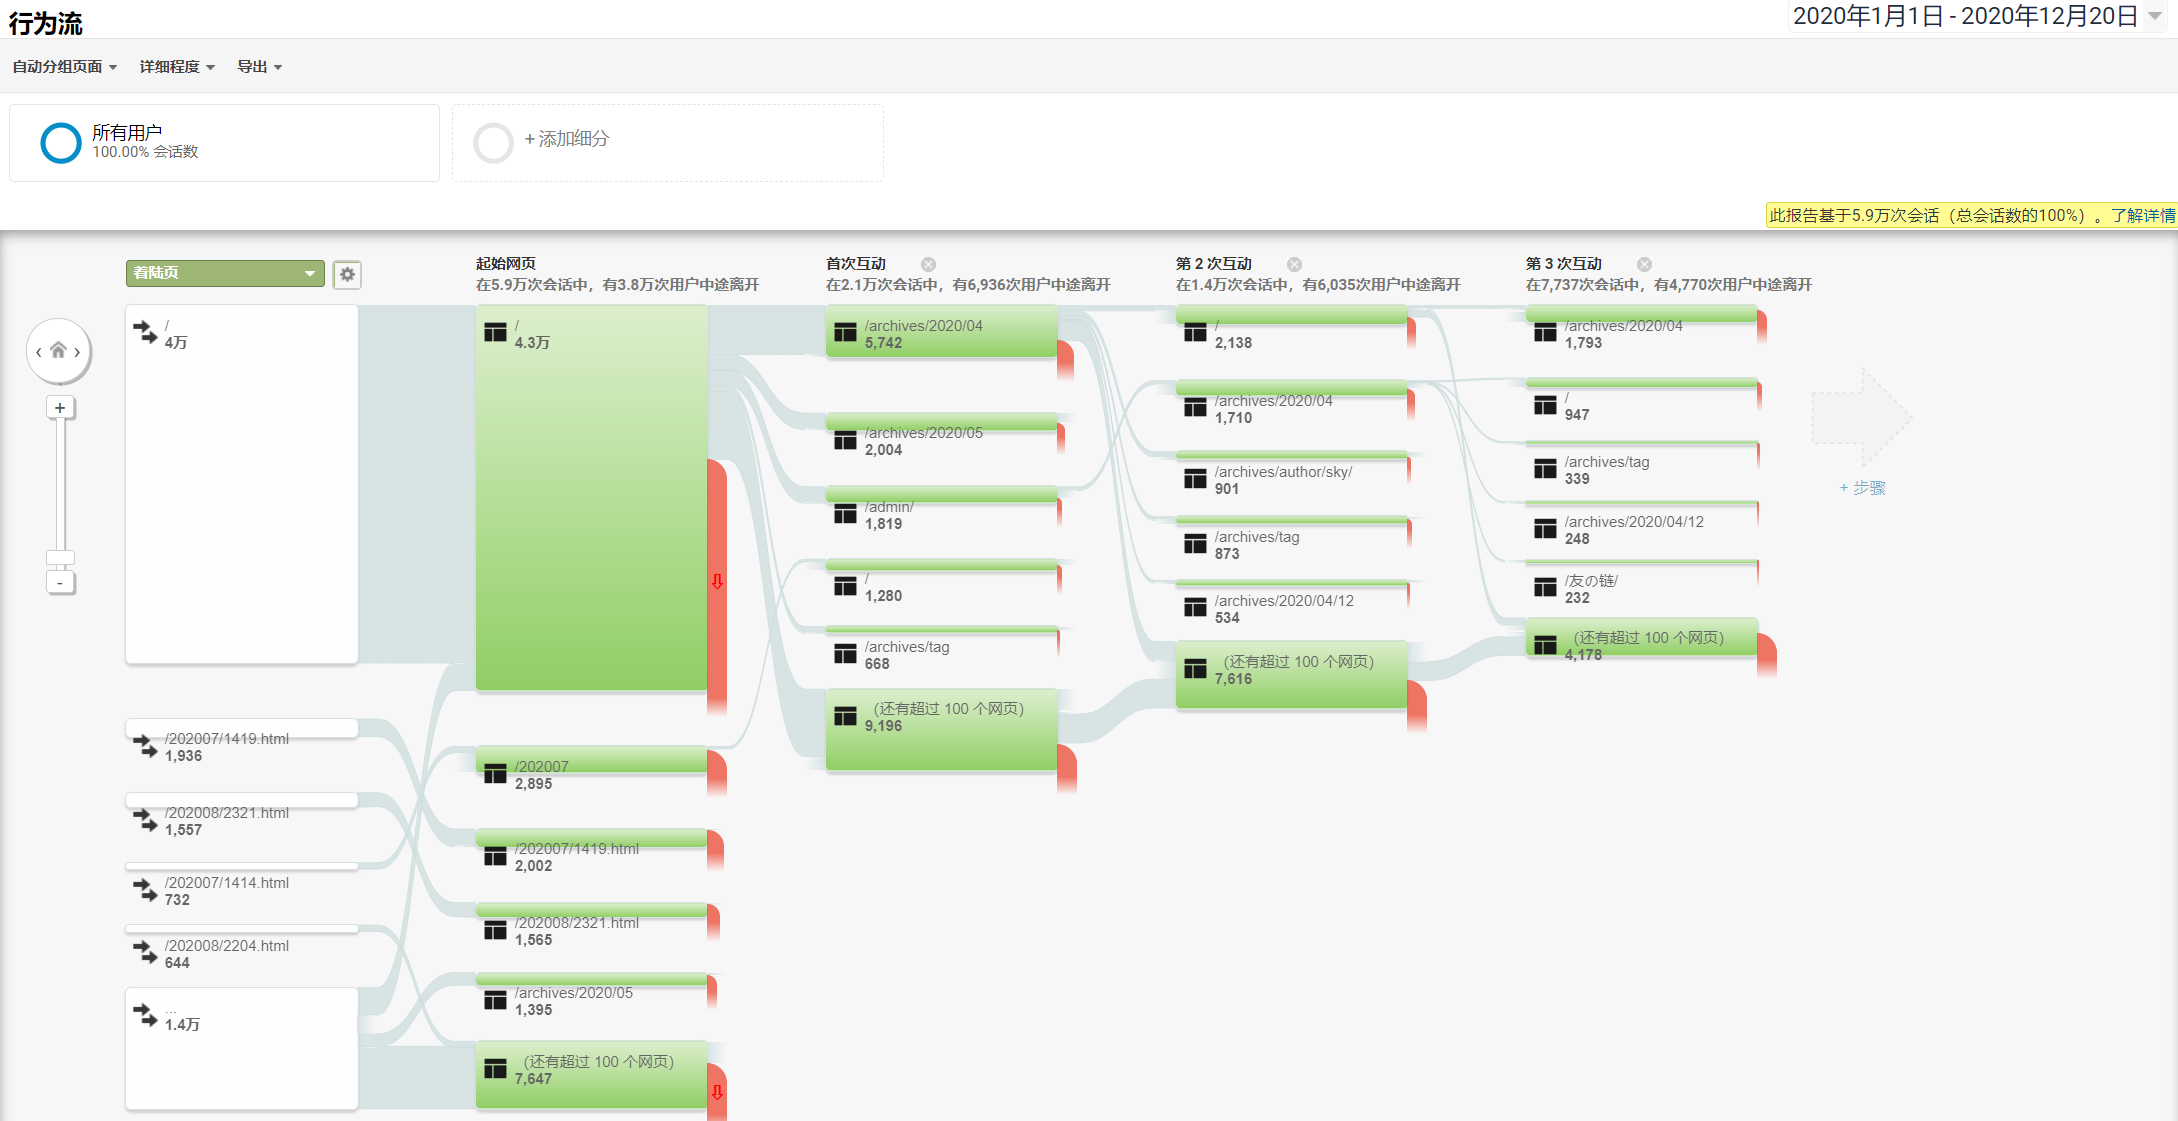 行为流
2020年1月1日 - 2020年12月20日
自动分组页面 详细程度 导出
所有用户
100.00% 会话数
+ 添加细分
此报告基于5.9万次会话（总会话数的100%）。了解详情
着陆页
/
4万
/202007/1419.html
1,936
/202008/2321.html
1,557
/202007/1414.html
732
/202008/2204.html
644
...
1.4万
起始网页
在5.9万次会话中，有3.8万次用户中途离开
/
4.3万
/202007
2,895
/202007/1419.html
2,002
/202008/2321.html
1,565
/archives/2020/05
1,395
（还有超过 100 个网页）
7,647
首次互动
在2.1万次会话中，有6,936次用户中途离开
/archives/2020/04
5,742
/archives/2020/05
2,004
/admin/
1,819
/
1,280
/archives/tag
668
（还有超过 100 个网页）
9,196
第 2 次互动
在1.4万次会话中，有6,035次用户中途离开
/
2,138
/archives/2020/04
1,710
/archives/author/sky/
901
/archives/tag
873
/archives/2020/04/12
534
（还有超过 100 个网页）
7,616
第 3 次互动
在7,737次会话中，有4,770次用户中途离开
/archives/2020/04
1,793
/
947
/archives/tag
339
/archives/2020/04/12
248
/友の链/
232
（还有超过 100 个网页）
4,178
+ 步骤
+
-